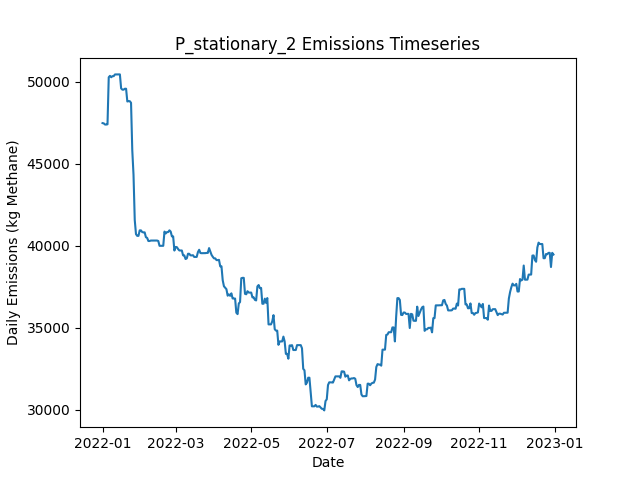 P_stationary_2 Emissions Timeseries
Daily Emissions (kg Methane)
50000
45000
40000
35000
30000
2022-01 2022-03 2022-05 2022-07 2022-09 2022-11 2023-01
Date